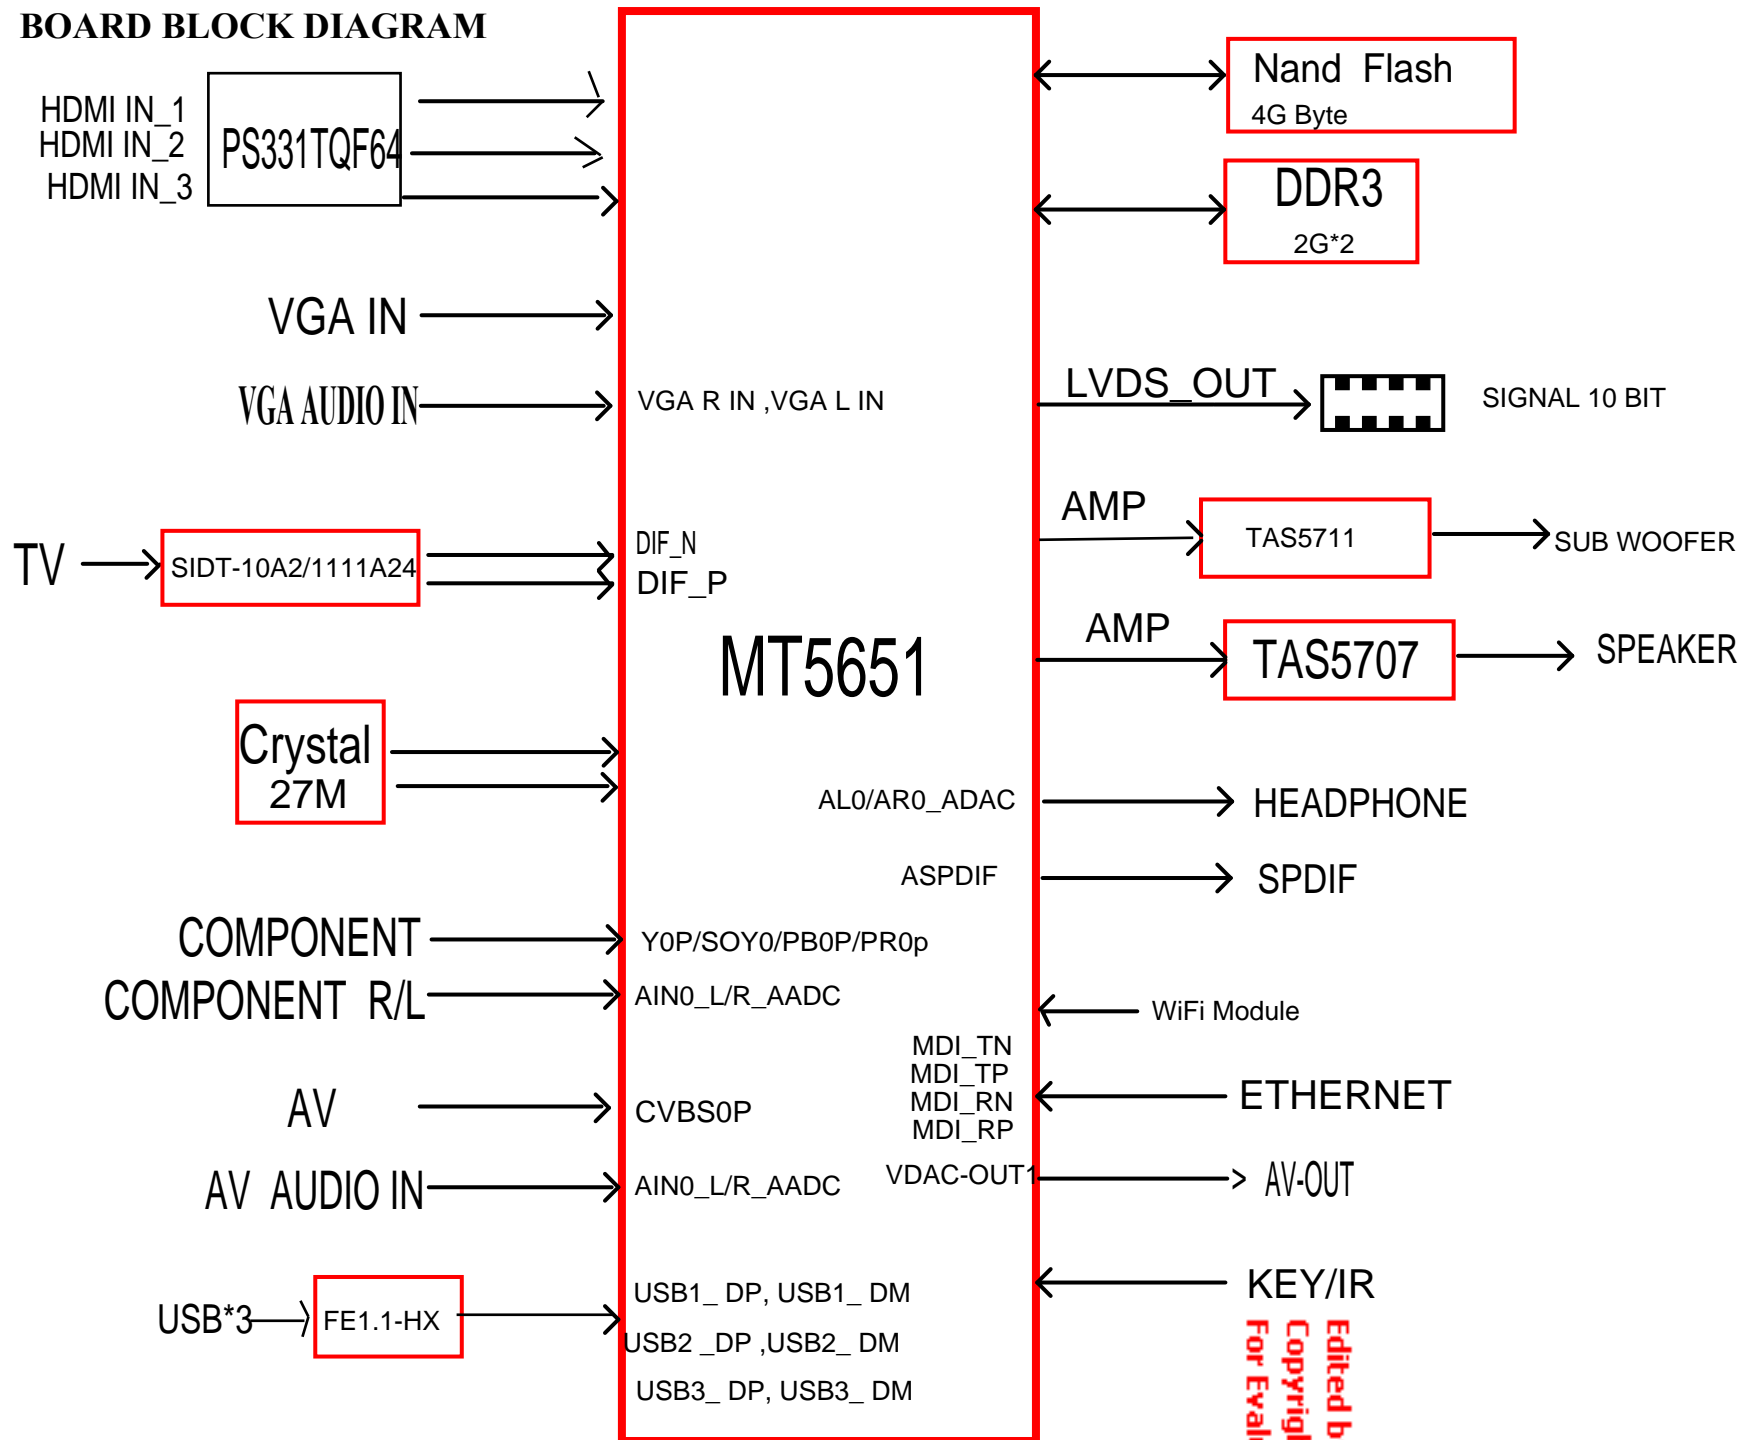 BOARD BLOCK DIAGRAM
HDMI IN_1
HDMI IN_2
HDMI IN_3
PS331TQF64
VGA IN
VGA AUDIO IN
VGA R IN ,VGA L IN
TV
SIDT-10A2/1111A24
DIF_N
DIF_P
MT5651
Crystal
27M
COMPONENT
Y0P/SOY0/PB0P/PR0p
COMPONENT R/L
AIN0_L/R_AADC
AV
CVBS0P
AV AUDIO IN
AIN0_L/R_AADC
USB*3
FE1.1-HX
USB1_ DP, USB1_ DM
USB2 _DP ,USB2_ DM
USB3_ DP, USB3_ DM
Nand Flash
4G Byte
DDR3
2G*2
LVDS_OUT
SIGNAL 10 BIT
AMP
TAS5711
SUB WOOFER
AMP
TAS5707
SPEAKER
AL0/AR0_ADAC
HEADPHONE
ASPDIF
SPDIF
WiFi Module
MDI_TN
MDI_TP
MDI_RN
MDI_RP
ETHERNET
VDAC-OUT1
AV-OUT
KEY/IR
Edited b
Copyrigh
For Eval